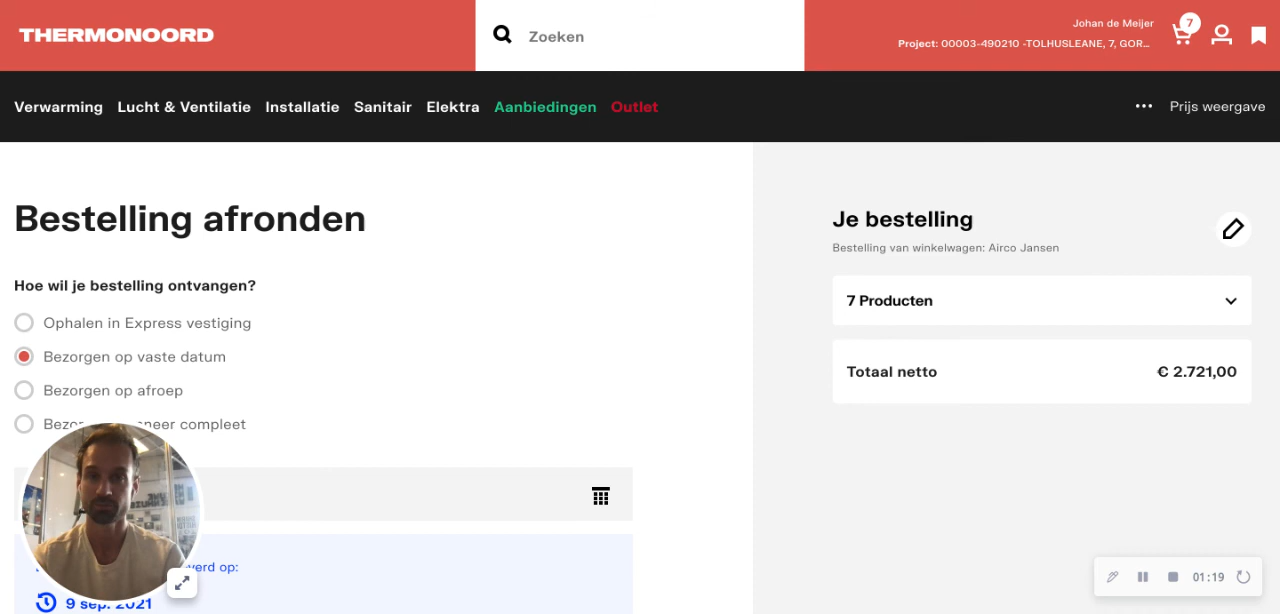 THERMONOORD
Zoeken
Johan de Meijer
7
Project: 00003-490210 -TOLHUSLEANE, 7, GOR...
Verwarming Lucht & Ventilatie Installatie Sanitair Elektra Aanbiedingen Outlet
Prijs weergave
Bestelling afronden
Hoe wil je bestelling ontvangen?
Ophalen in Express vestiging
Bezorgen op vaste datum
Bezorgen op afroep
compleet
9 sep. 2021
Je bestelling
Bestelling van winkelwagen: Airco Jansen
7 Producten
Totaal netto € 2.721,00
01:19